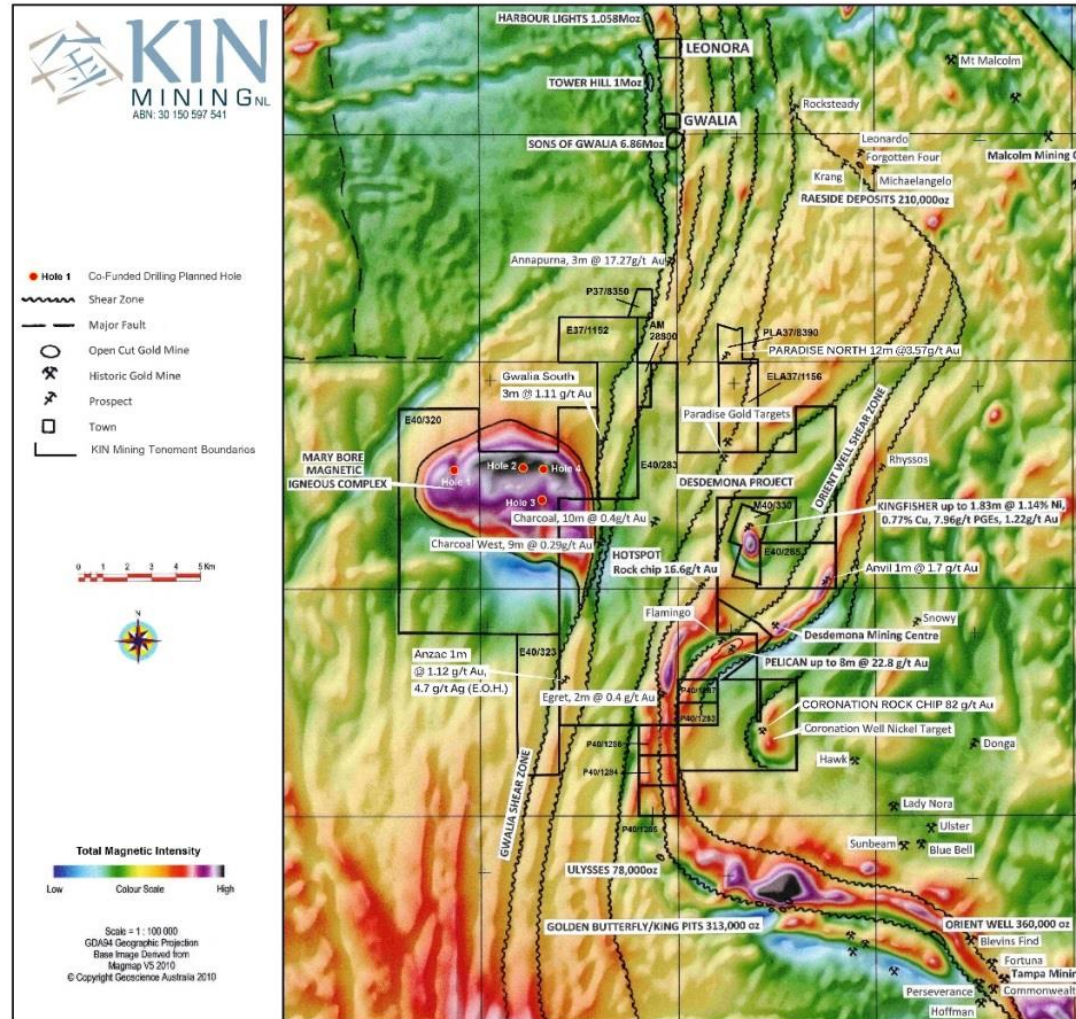 金
KIN
MINING NL
ABN: 30 150 597 541
Hole 1 Co-Funded Drilling Planned Hole
Shear Zone
Major Fault
Open Cut Gold Mine
Historic Gold Mine
Prospect
Town
KIN Mining Tenoment Boundaries
0 1 2 3 4 5 Km
N
Total Magnetic Intensity
Low Colour Scale High
Scale = 1 : 100 000
GDA94 Geographic Projection
Base Image Derived from
Magmap V5 2010
© Copyright Geoscience Australia 2010
HARBOUR LIGHTS 1.058Moz
LEONORA
Mt Malcolm
TOWER HILL 1Moz
Rocksteady
GWALIA
SONS OF GWALIA 6.86Moz
Leonardo
Forgotten Four
Malcolm Mining C
Krang
Michaelangelo
RAESIDE DEPOSITS 210,000oz
Annapurna, 3m @ 17.27g/t Au
P37/8350
E37/1152
AM
28800
PLA37/8390
PARADISE NORTH 12m @3.57g/t Au
Gwalia South
3m @ 1.11 g/t Au
ELA37/1156
E40/320
Paradise Gold Targets
ORIENT WELL SHEAR ZONE
MARY BORE
MAGNETIC
IGNEOUS COMPLEX
Hole 1
Hole 2
Hole 4
Hole 3
E40/283
Rhyssos
DESDEMONA PROJECT
M40/330
KINGFISHER up to 1.83m @ 1.14% Ni,
0.77% Cu, 7.96g/t PGEs, 1.22g/t Au
Charcoal, 10m @ 0.4g/t Au
Charcoal West, 9m @ 0.29g/t Au
E40/285
HOTSPOT
Rock chip 16.6g/t Au
Anvil 1m @ 1.7 g/t Au
Flamingo
Snowy
Desdemona Mining Centre
E40/323
Anzac 1m
@ 1.12 g/t Au,
4.7 g/t Ag (E.O.H.)
PELICAN up to 8m @ 22.8 g/t Au
Egret, 2m @ 0.4 g/t Au
P40/1287
P40/1283
CORONATION ROCK CHIP 82 g/t Au
Coronation Well Nickel Target
P40/1286
Donga
Hawk
P40/1284
GWALIA SHEAR ZONE
Lady Nora
P40/1285
Ulster
Sunbeam
Blue Bell
ULYSSES 78,000oz
GOLDEN BUTTERFLY/KING PITS 313,000 oz
ORIENT WELL 360,000 oz
Blevins Find
Fortuna
Tampa Minin
Perseverance
Commonwealt
Hoffman